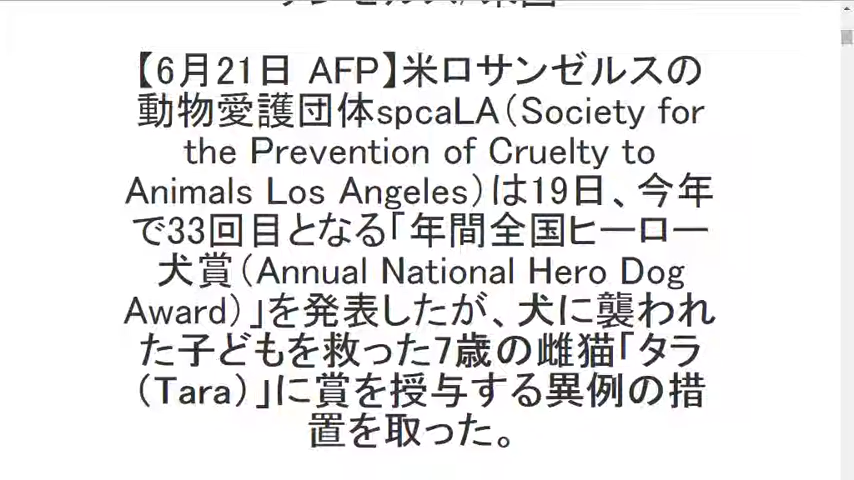 【6月21日 AFP】米ロサンゼルスの
動物愛護団体spcaLA（Society for
the Prevention of Cruelty to
Animals Los Angeles）は19日、今年
で33回目となる「年間全国ヒーロー
犬賞（Annual National Hero Dog
Award）」を発表したが、犬に襲われ
た子どもを救った7歳の雌猫「タラ
（Tara）」に賞を授与する異例の措
置を取った。